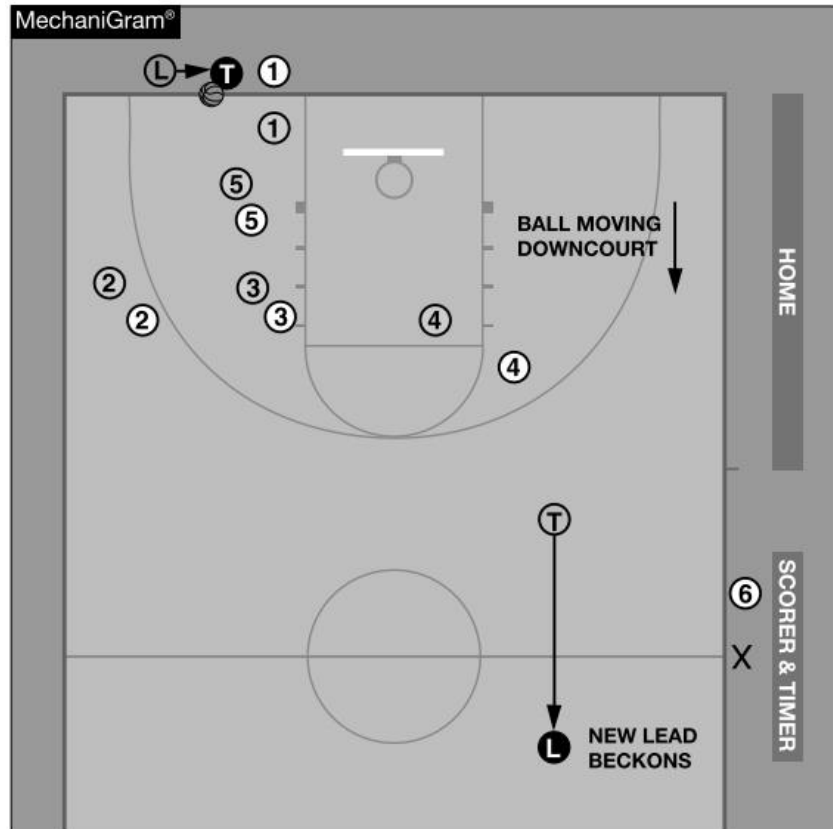 MechaniGram®
L T 1
1
5
5
BALL MOVING
DOWNCOURT
HOME
2
3
2
3
4
4
T
6
SCORER & TIMER
X
L
NEW LEAD
BECKONS